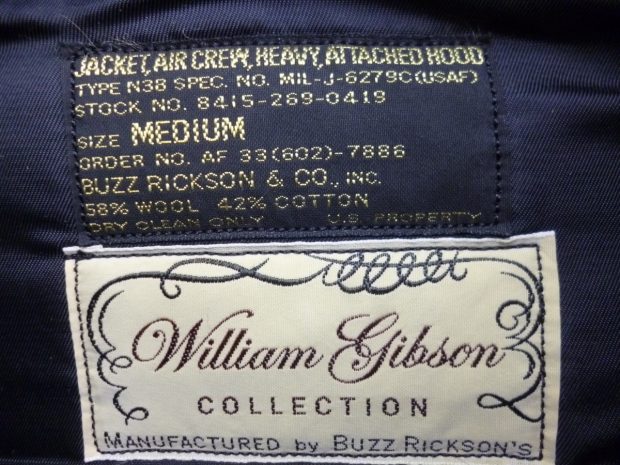 JACKET, AIR CREW, HEAVY, ATTACHED HOOD
TYPE N3B SPEC. NO. MIL-J-6279C(USAF)
STOCK NO. 8415-269-0419
SIZE MEDIUM
ORDER NO. AF 33(602)-7886
BUZZ RICKSON & CO., INC.
58% WOOL 42% COTTON
DRY CLEAN ONLY U.S. PROPERTY
William Gibson
COLLECTION
MANUFACTURED by BUZZ RICKSON'S